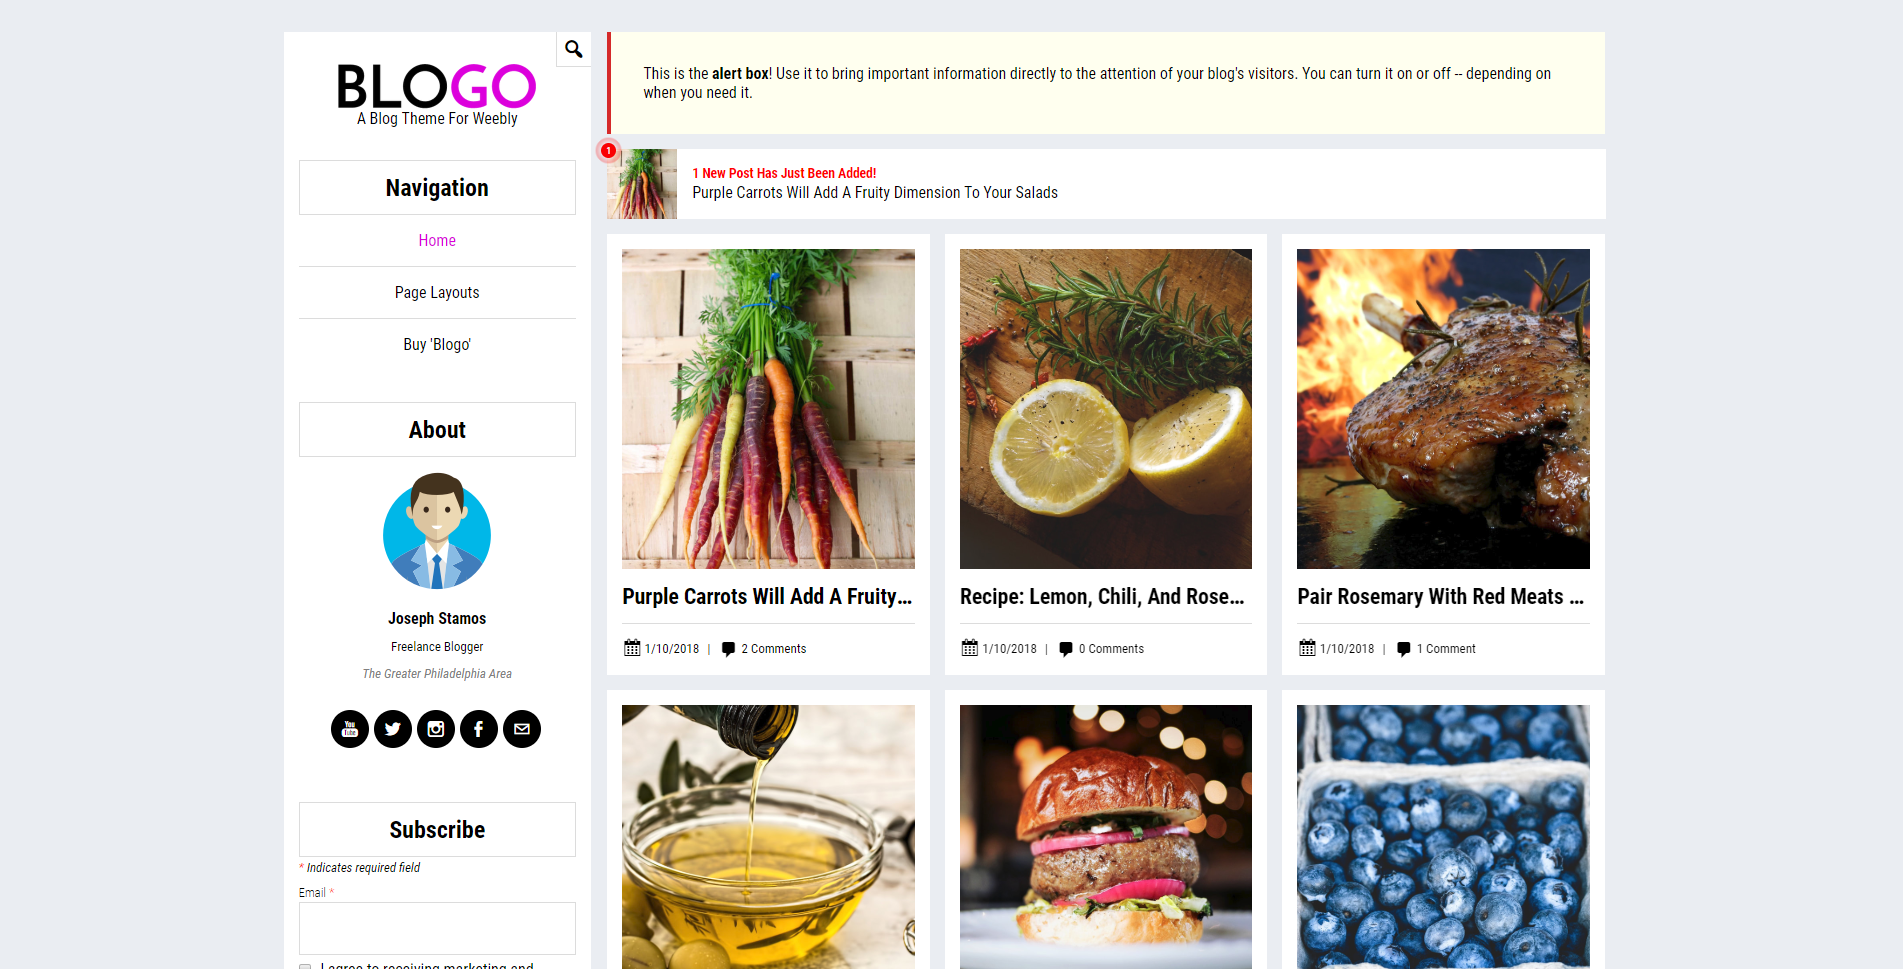 BLOGO
A Blog Theme For Weebly
Navigation
Home
Page Layouts
Buy 'Blogo'
About
Joseph Stamos
Freelance Blogger
The Greater Philadelphia Area
You
Tube
Subscribe
* Indicates required field
Email *
I agree to receiving marketing and
This is the alert box! Use it to bring important information directly to the attention of your blog's visitors. You can turn it on or off -- depending on
when you need it.
1
1 New Post Has Just Been Added!
Purple Carrots Will Add A Fruity Dimension To Your Salads
Purple Carrots Will Add A Fruity...
1/10/2018 | 2 Comments
Recipe: Lemon, Chili, And Rose...
1/10/2018 | 0 Comments
Pair Rosemary With Red Meats ...
1/10/2018 | 1 Comment